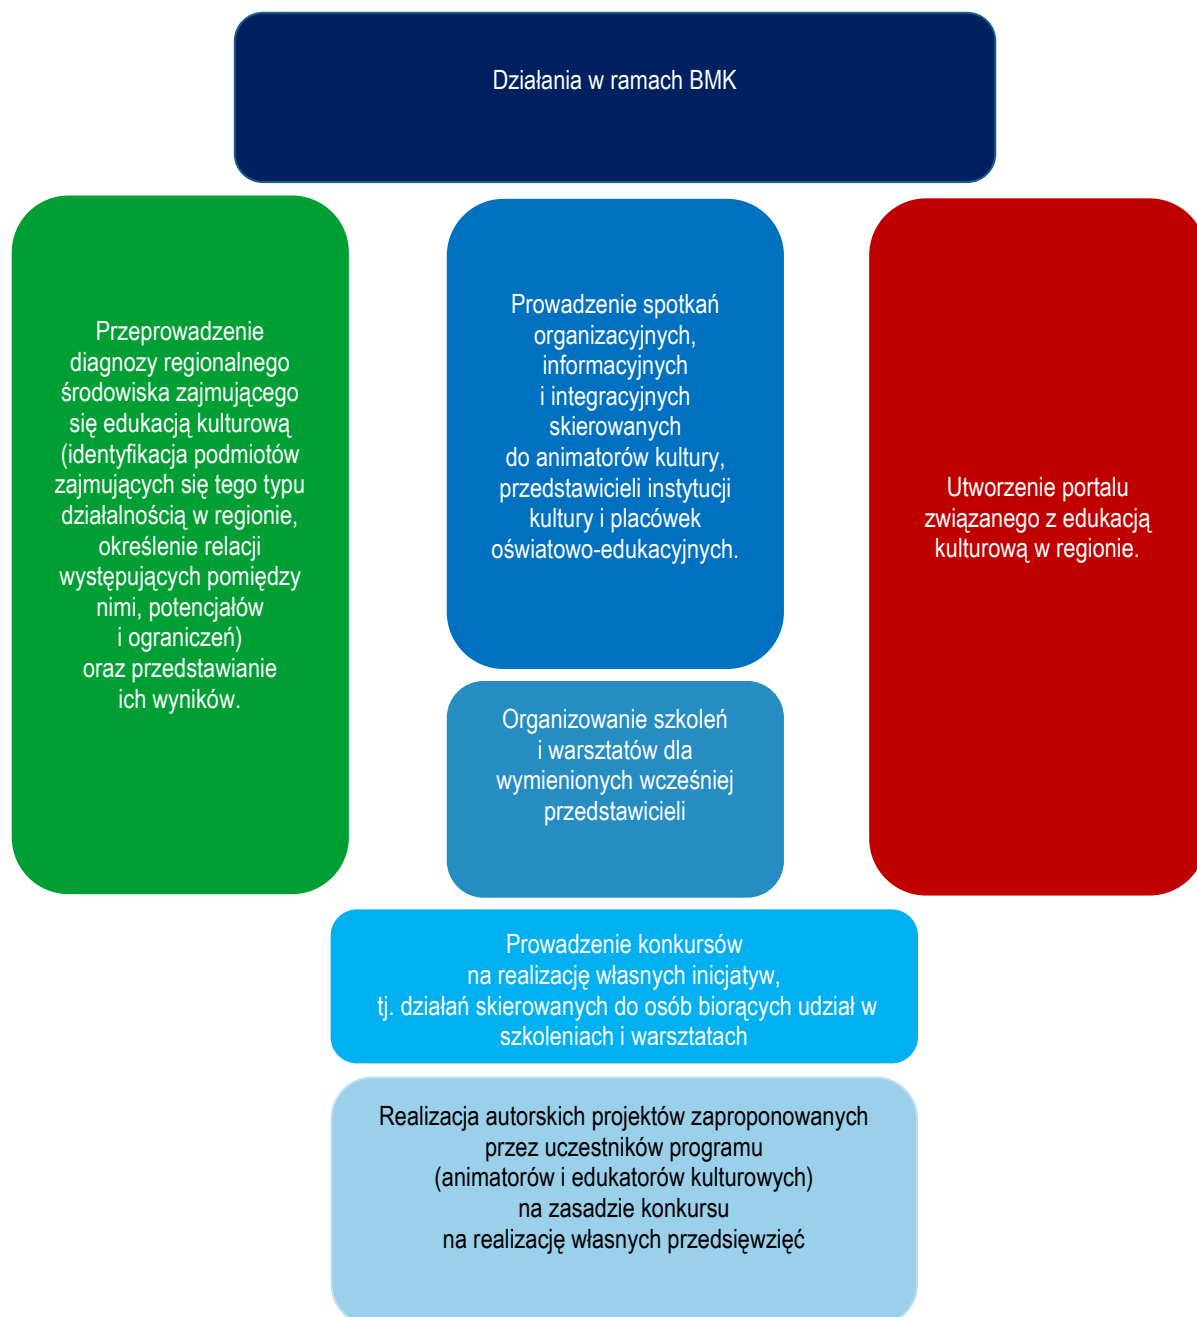 Działania w ramach BMK
Przeprowadzenie
diagnozy regionalnego
środowiska zajmującego
się edukacją kulturową
(identyfikacja podmiotów
zajmujących się tego typu
działalnością w regionie,
określenie relacji
występujących pomiędzy
nimi, potencjałów
i ograniczeń)
oraz przedstawianie
ich wyników.
Prowadzenie spotkań
organizacyjnych,
informacyjnych
i integracyjnych
skierowanych
do animatorów kultury,
przedstawicieli instytucji
kultury i placówek
oświatowo-edukacyjnych.
Utworzenie portalu
związanego z edukacją
kulturową w regionie.
Organizowanie szkoleń
i warsztatów dla
wymienionych wcześniej
przedstawicieli
Prowadzenie konkursów
na realizację własnych inicjatyw,
tj. działań skierowanych do osób biorących udział w
szkoleniach i warsztatach
Realizacja autorskich projektów zaproponowanych
przez uczestników programu
(animatorów i edukatorów kulturowych)
na zasadzie konkursu
na realizację własnych przedsięwzięć